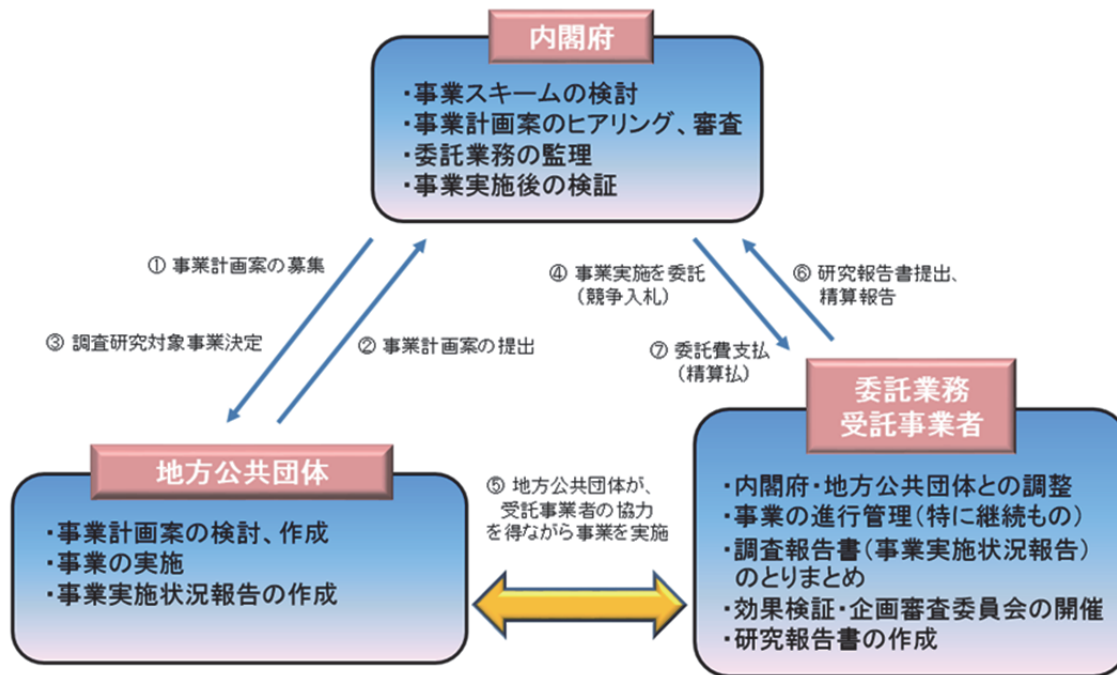 内閣府
・事業スキームの検討
・事業計画案のヒアリング、審査
・委託業務の監理
・事業実施後の検証
① 事業計画案の募集
③ 調査研究対象事業決定
② 事業計画案の提出
④ 事業実施を委託
(競争入札)
⑥ 研究報告書提出、
精算報告
⑦ 委託費支払
(精算払)
地方公共団体
・事業計画案の検討、作成
・事業の実施
・事業実施状況報告の作成
⑤ 地方公共団体が、
受託事業者の協力
を得ながら事業を実施
委託業務
受託事業者
・内閣府・地方公共団体との調整
・事業の進行管理(特に継続もの)
・調査報告書(事業実施状況報告)
のとりまとめ
・効果検証・企画審査委員会の開催
・研究報告書の作成